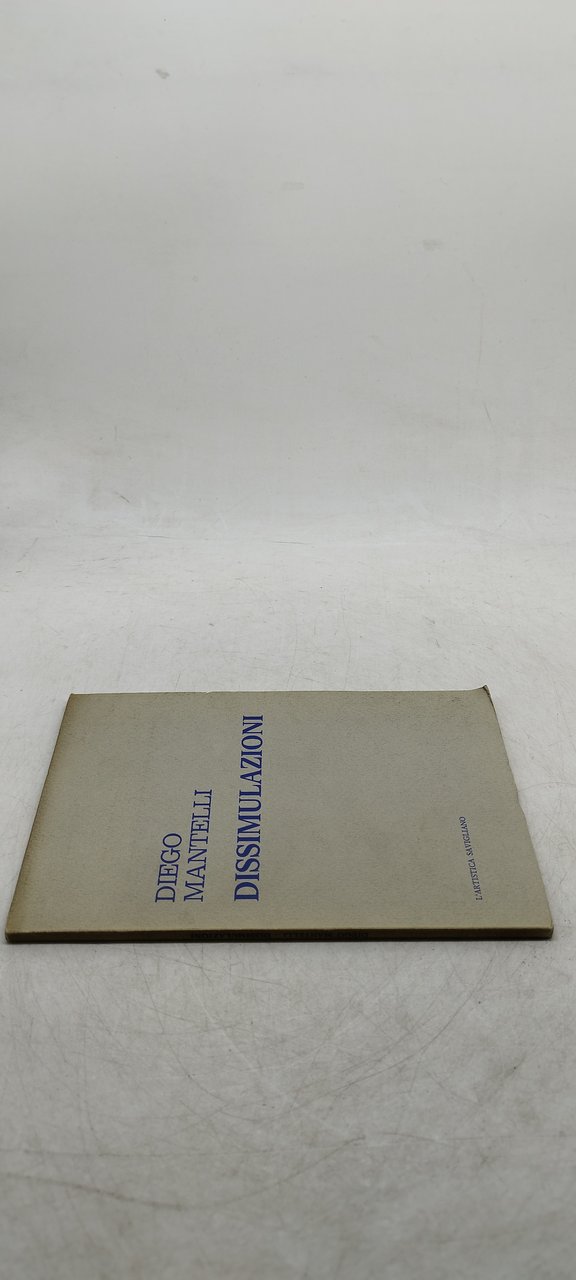 DIEGO
MANTELLI
DISSIMULAZIONI
L'ARTISTICA SAVIGLIANO